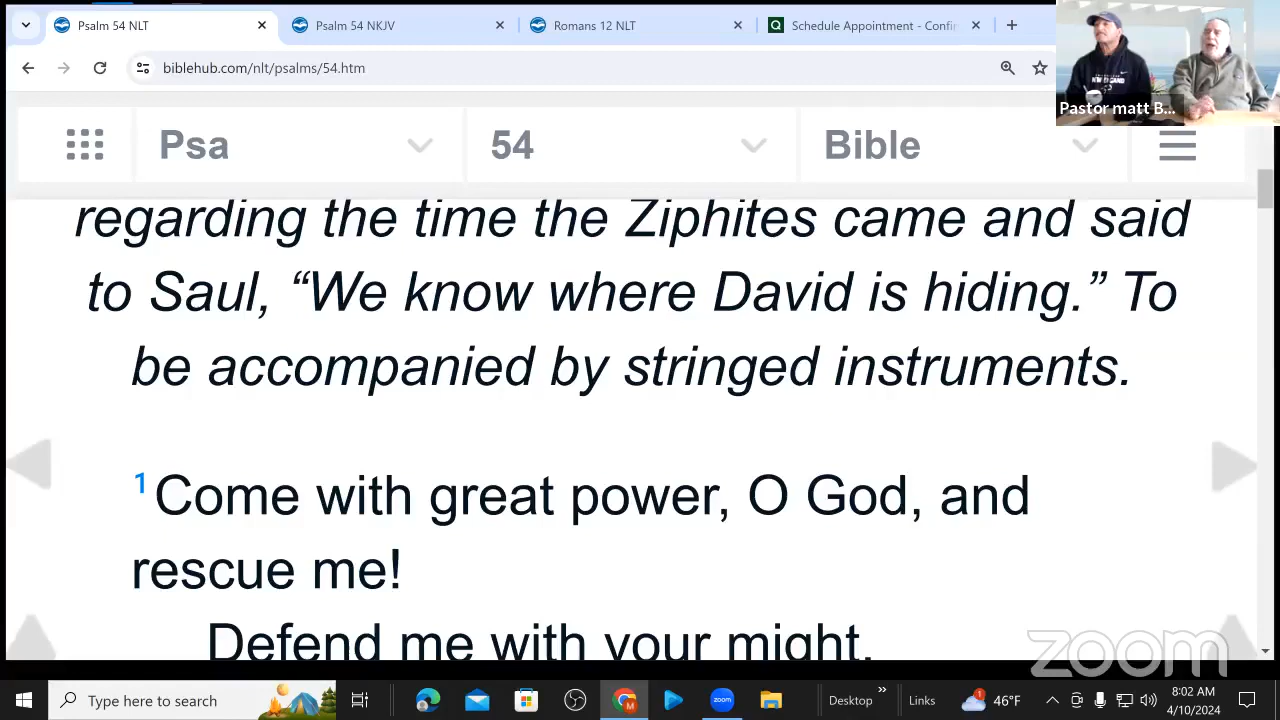 Psalm 54 NLT
Psalm 54 NKJV
Romans 12 NLT
Schedule Appointment - Confi
biblehub.com/nlt/psalms/54.htm
Pastor matt B...
Psa
54
Bible
regarding the time the Ziphites came and said
to Saul, “We know where David is hiding.” To
be accompanied by stringed instruments.
1 Come with great power, O God, and
rescue me!
Defend me with your might.
zoom
Type here to search
zoom
Desktop
Links
1
46°F
8:02 AM
4/10/2024